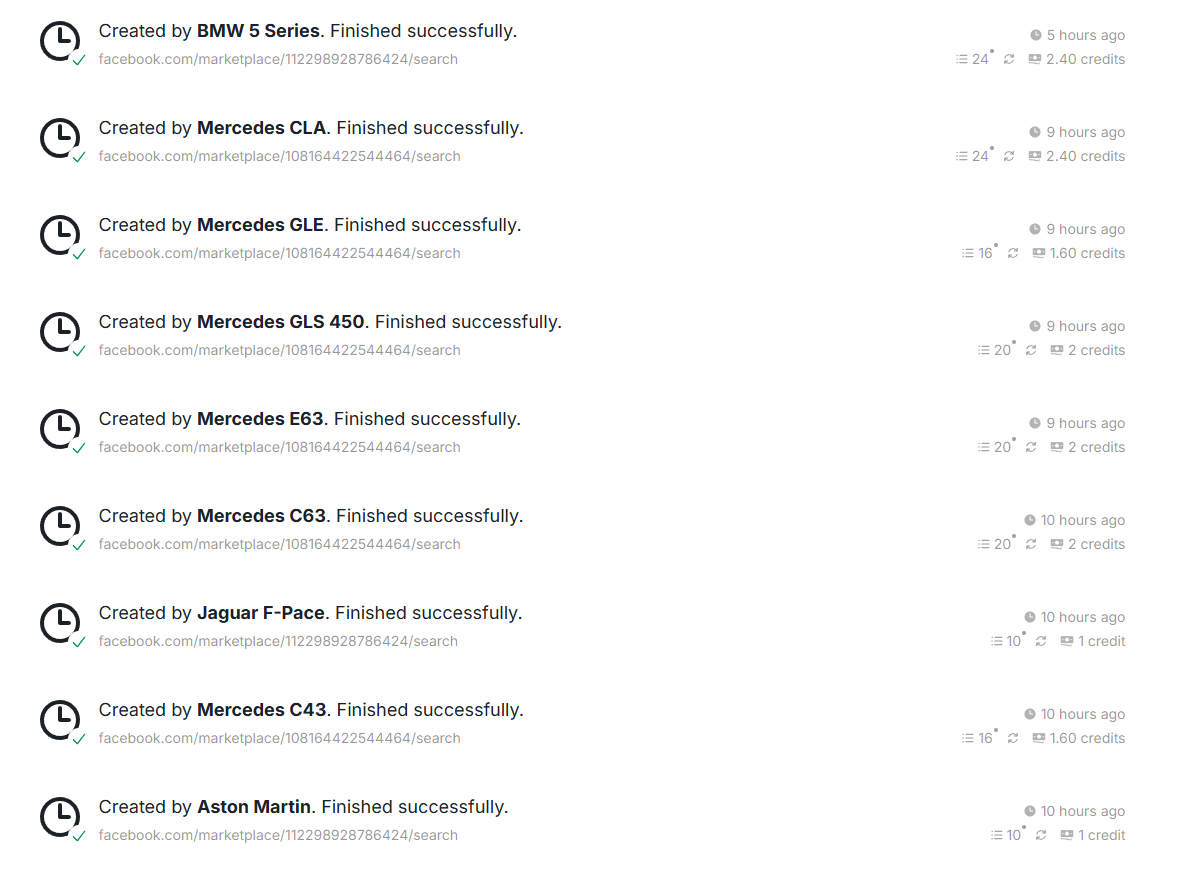 Created by BMW 5 Series. Finished successfully.
5 hours ago
facebook.com/marketplace/112298928786424/search
24 2.40 credits
Created by Mercedes CLA. Finished successfully.
9 hours ago
facebook.com/marketplace/108164422544464/search
24 2.40 credits
Created by Mercedes GLE. Finished successfully.
9 hours ago
facebook.com/marketplace/108164422544464/search
16 1.60 credits
Created by Mercedes GLS 450. Finished successfully.
9 hours ago
facebook.com/marketplace/108164422544464/search
20 2 credits
Created by Mercedes E63. Finished successfully.
9 hours ago
facebook.com/marketplace/108164422544464/search
20 2 credits
Created by Mercedes C63. Finished successfully.
10 hours ago
facebook.com/marketplace/108164422544464/search
20 2 credits
Created by Jaguar F-Pace. Finished successfully.
10 hours ago
facebook.com/marketplace/112298928786424/search
10 1 credit
Created by Mercedes C43. Finished successfully.
10 hours ago
facebook.com/marketplace/108164422544464/search
16 1.60 credits
Created by Aston Martin. Finished successfully.
10 hours ago
facebook.com/marketplace/112298928786424/search
10 1 credit